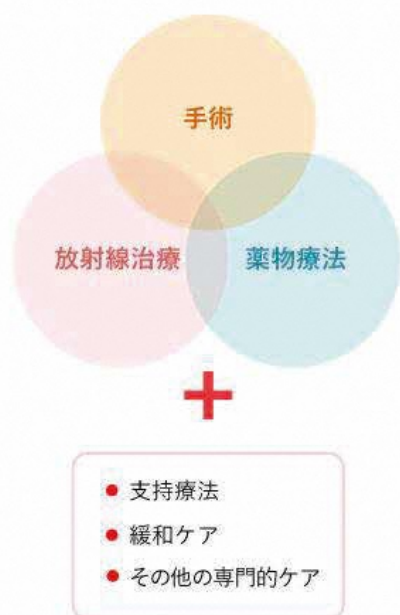 手術
放射線治療
薬物療法
+
支持療法
緩和ケア
その他の専門的ケア